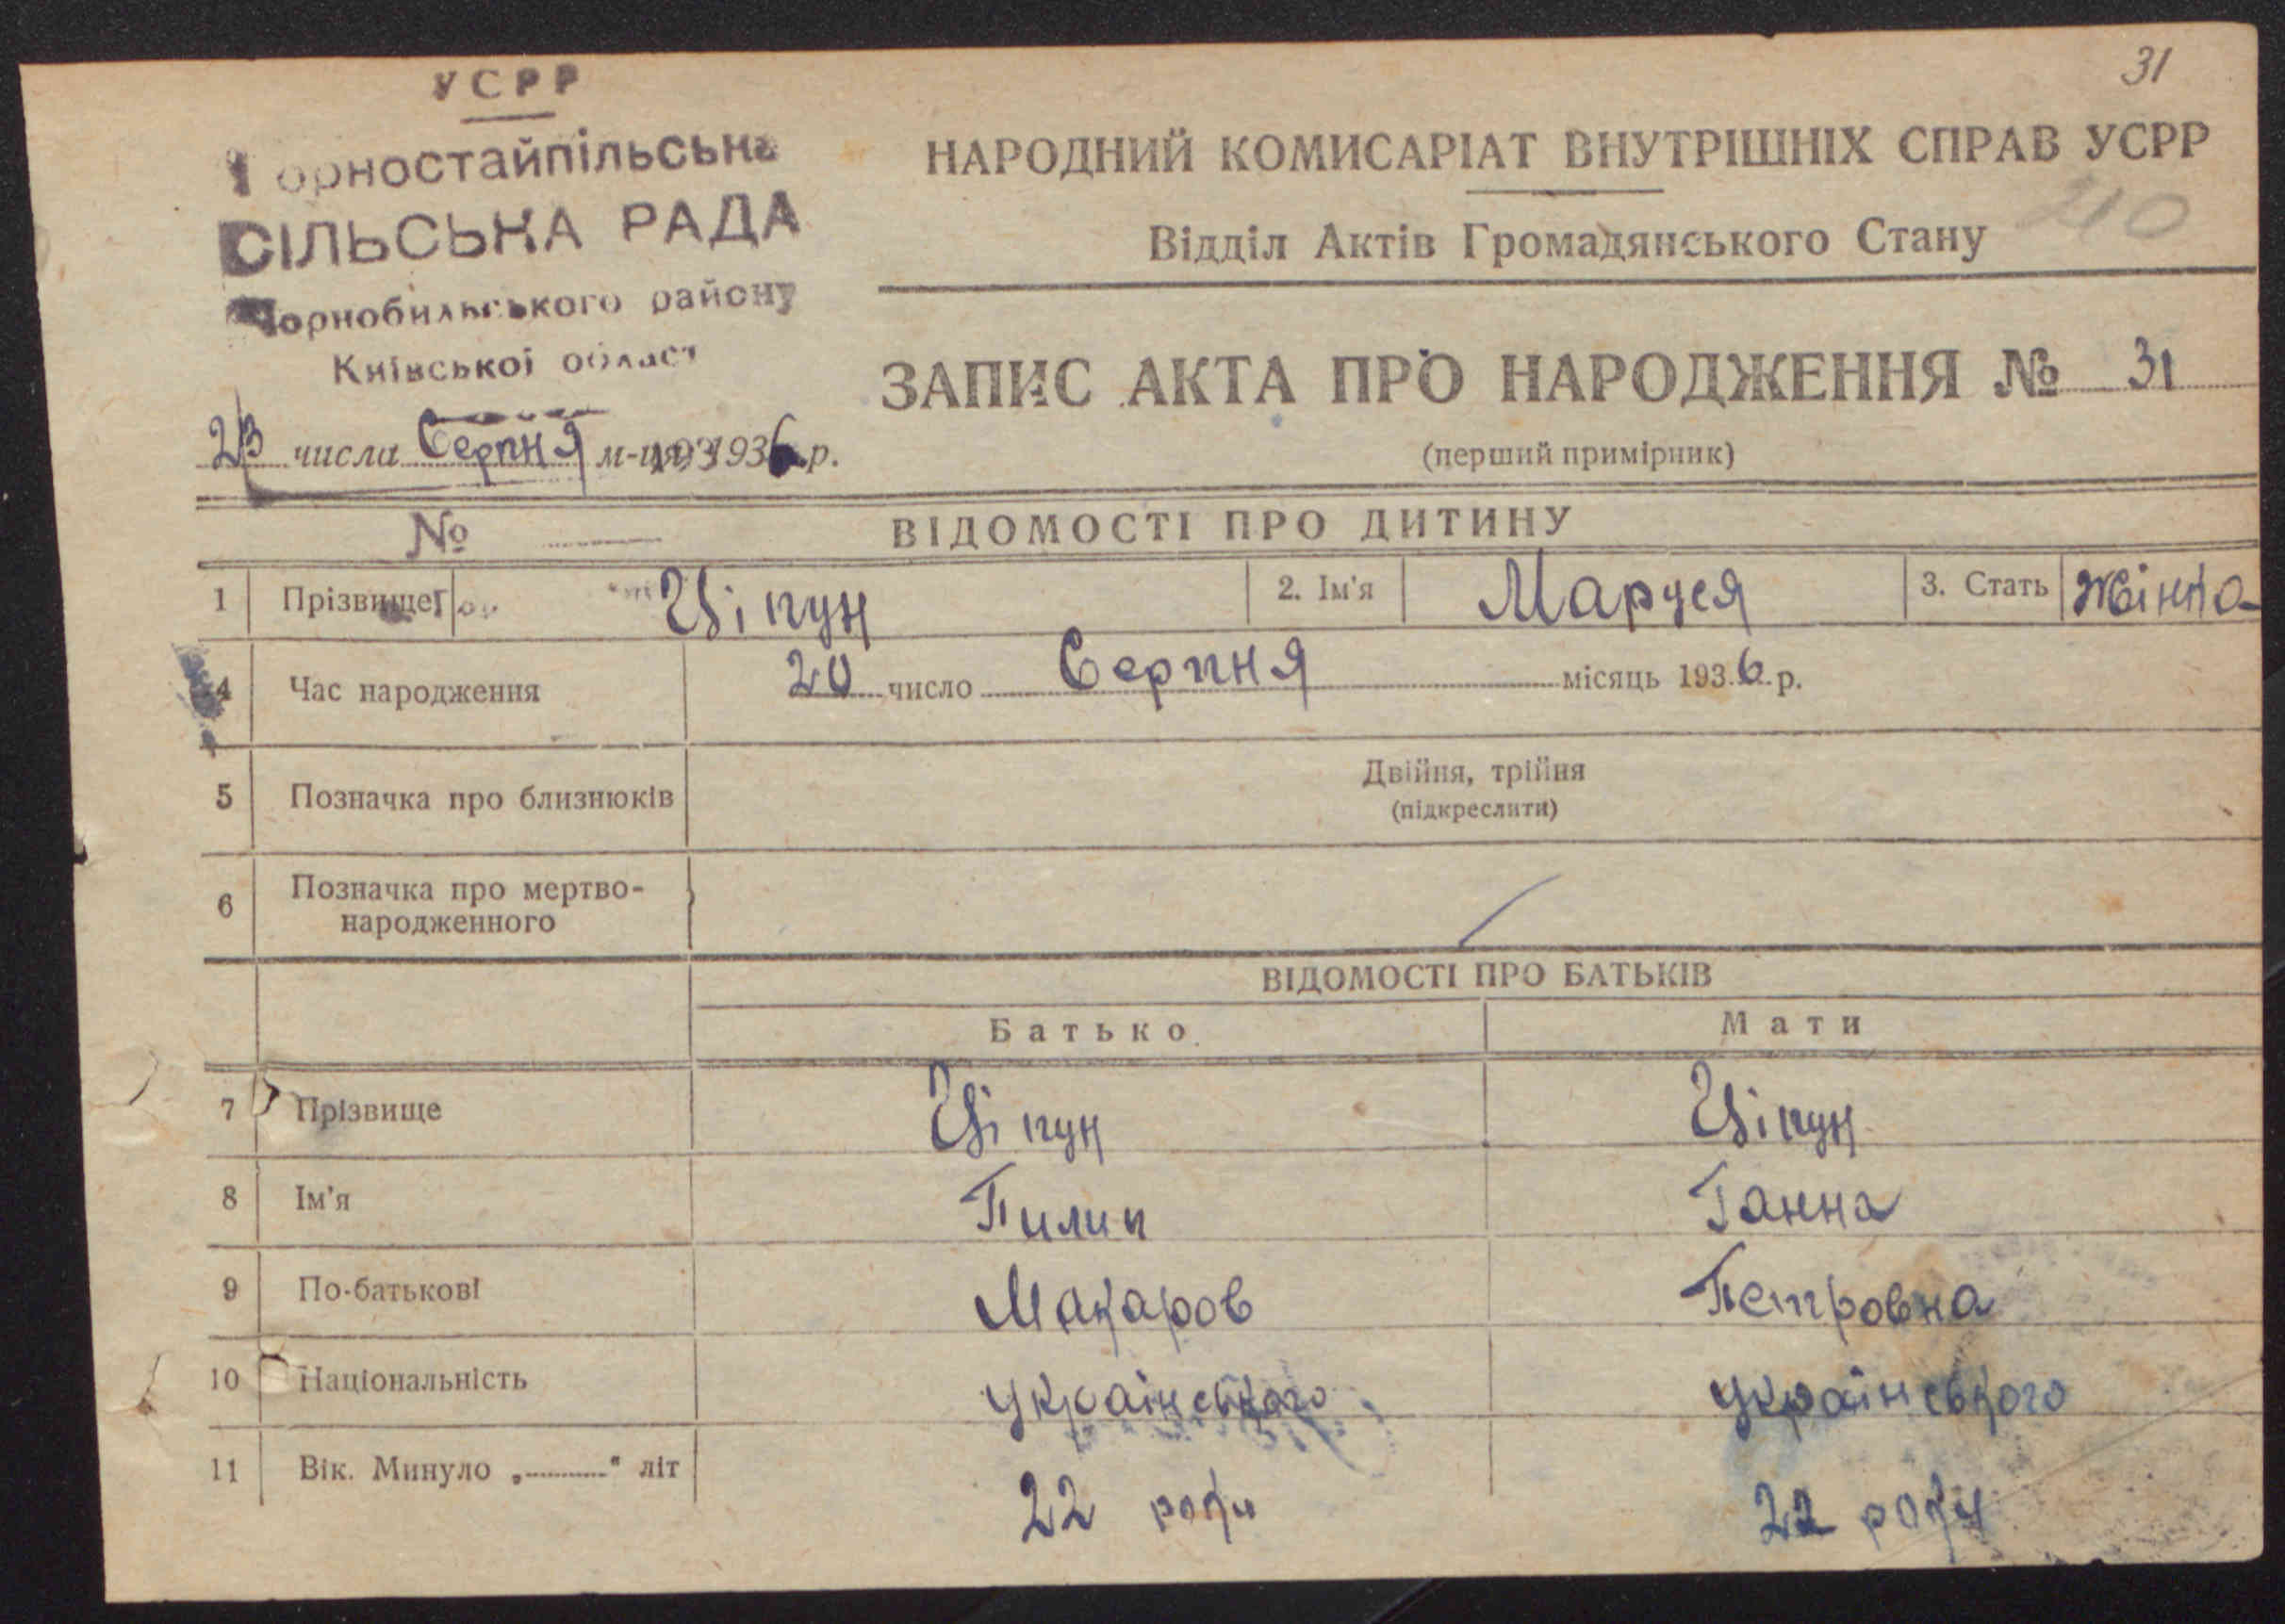 31
УСРР
Горностайпільська
СІЛЬСЬКА РАДА
Чорнобильського району
Київської област
23 числа Серпня м-ця 1936 р.
НАРОДНИЙ КОМИСАРІАТ ВНУТРІШНІХ СПРАВ УСРР
210
Відділ Актів Громадянського Стану
ЗАПИС АКТА ПРО НАРОДЖЕННЯ № 31
(перший примірник)
№
ВІДОМОСТІ ПРО ДИТИНУ
1 Прізвище Ціпун 2. Ім'я Маруся 3. Стать Жінка
4 Час народження 20 число Серпня місяць 1936 р.
5 Позначка про близнюків Двійня, трійня
(підкреслити)
6 Позначка про мертво-
народженного
ВІДОМОСТІ ПРО БАТЬКІВ
Батько Мати
7 Прізвище Ціпун Ціпун
8 Ім'я Пилип Ганна
9 По-батькові Макаров Петровна
10 Національність українського українського
11 Вік. Минуло „ “ літ 22 роки 22 роки